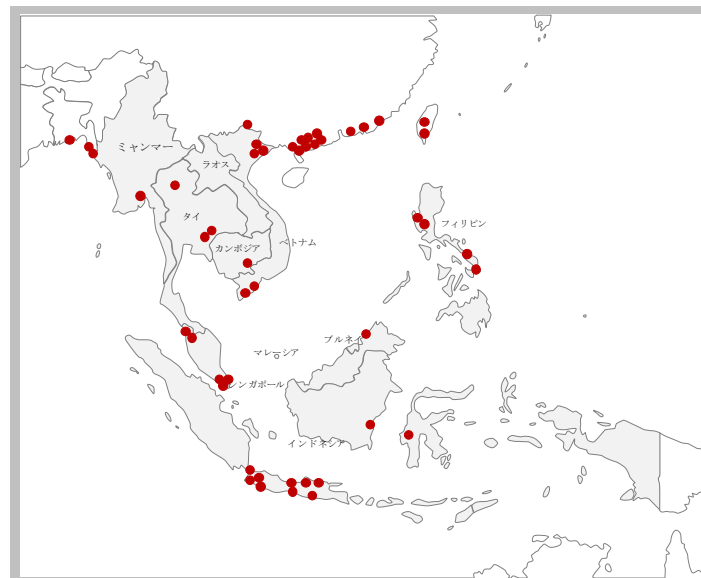 ミャンマー
ラオス
タイ
フィリピン
ベトナム
カンボジア
ブルネイ
マレーシア
シンガポール
インドネシア